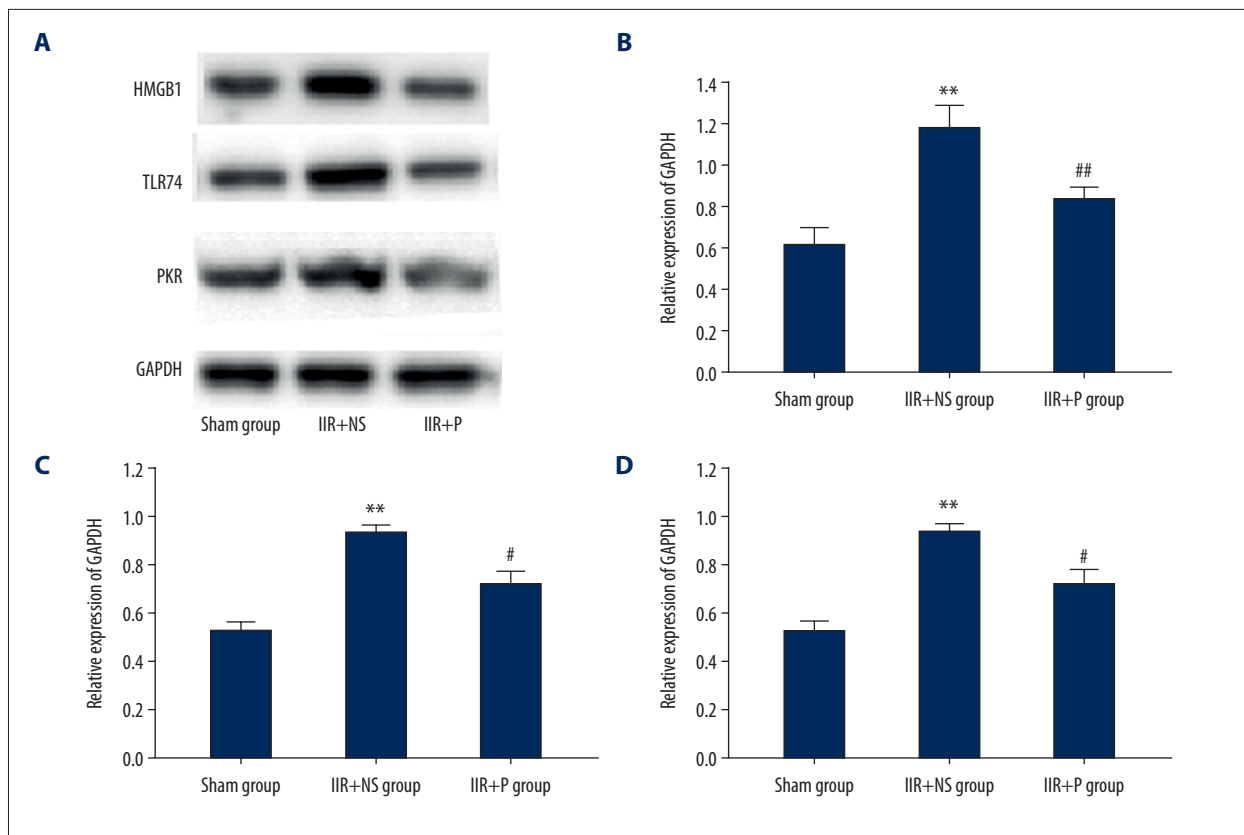 A
HMGB1
TLR74
PKR
GAPDH
Sham group IIR+NS IIR+P
B
Relative expression of GAPDH
1.4
1.2
1.0
0.8
0.6
0.4
0.2
0.0
**
##
Sham group IIR+NS group IIR+P group
C
Relative expression of GAPDH
1.2
1.0
0.8
0.6
0.4
0.2
0.0
**
#
Sham group IIR+NS group IIR+P group
D
Relative expression of GAPDH
1.2
1.0
0.8
0.6
0.4
0.2
0.0
**
#
Sham group IIR+NS group IIR+P group